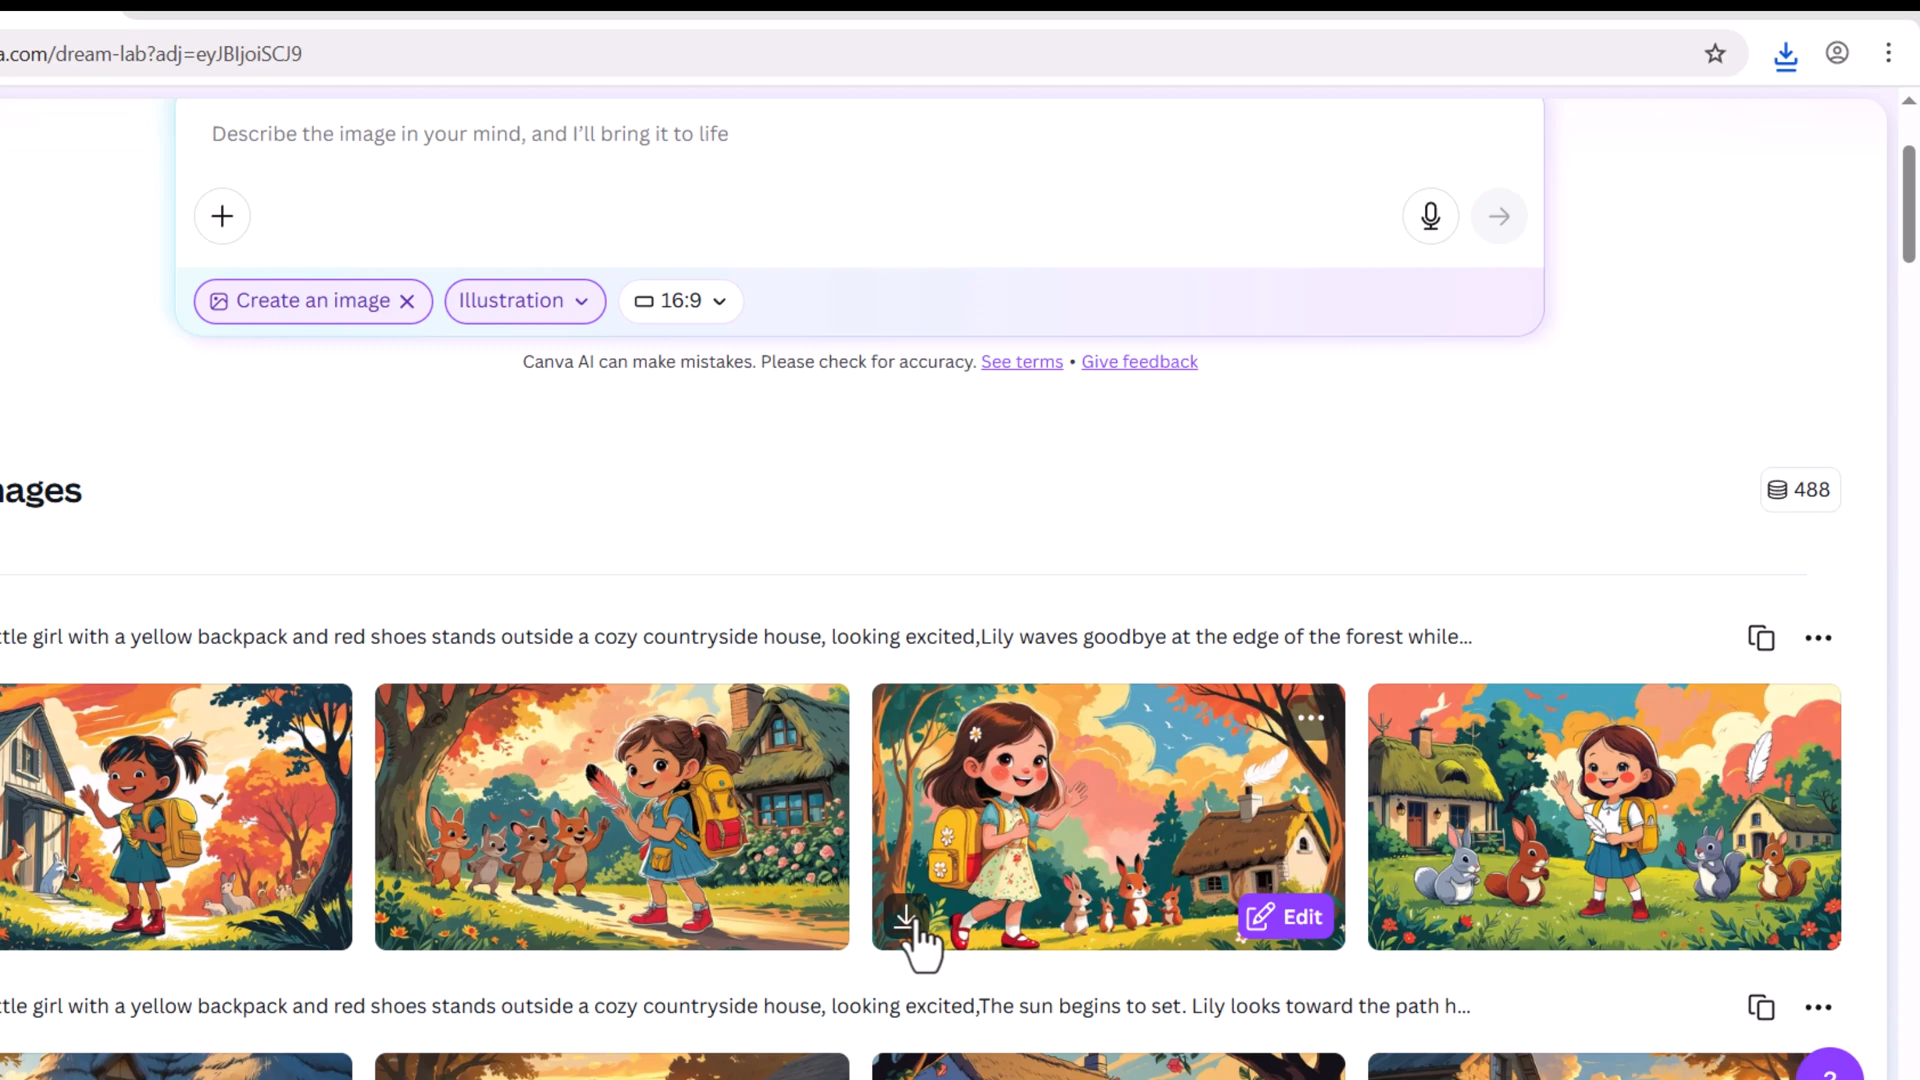 a.com/dream-lab?adj=eyJBIjoiSCJ9
Describe the image in your mind, and I'll bring it to life
Create an image
Illustration
16:9
Canva AI can make mistakes. Please check for accuracy. See terms • Give feedback
mages
488
ttle girl with a yellow backpack and red shoes stands outside a cozy countryside house, looking excited,Lily waves goodbye at the edge of the forest while...
Edit
ttle girl with a yellow backpack and red shoes stands outside a cozy countryside house, looking excited,The sun begins to set. Lily looks toward the path h...
?